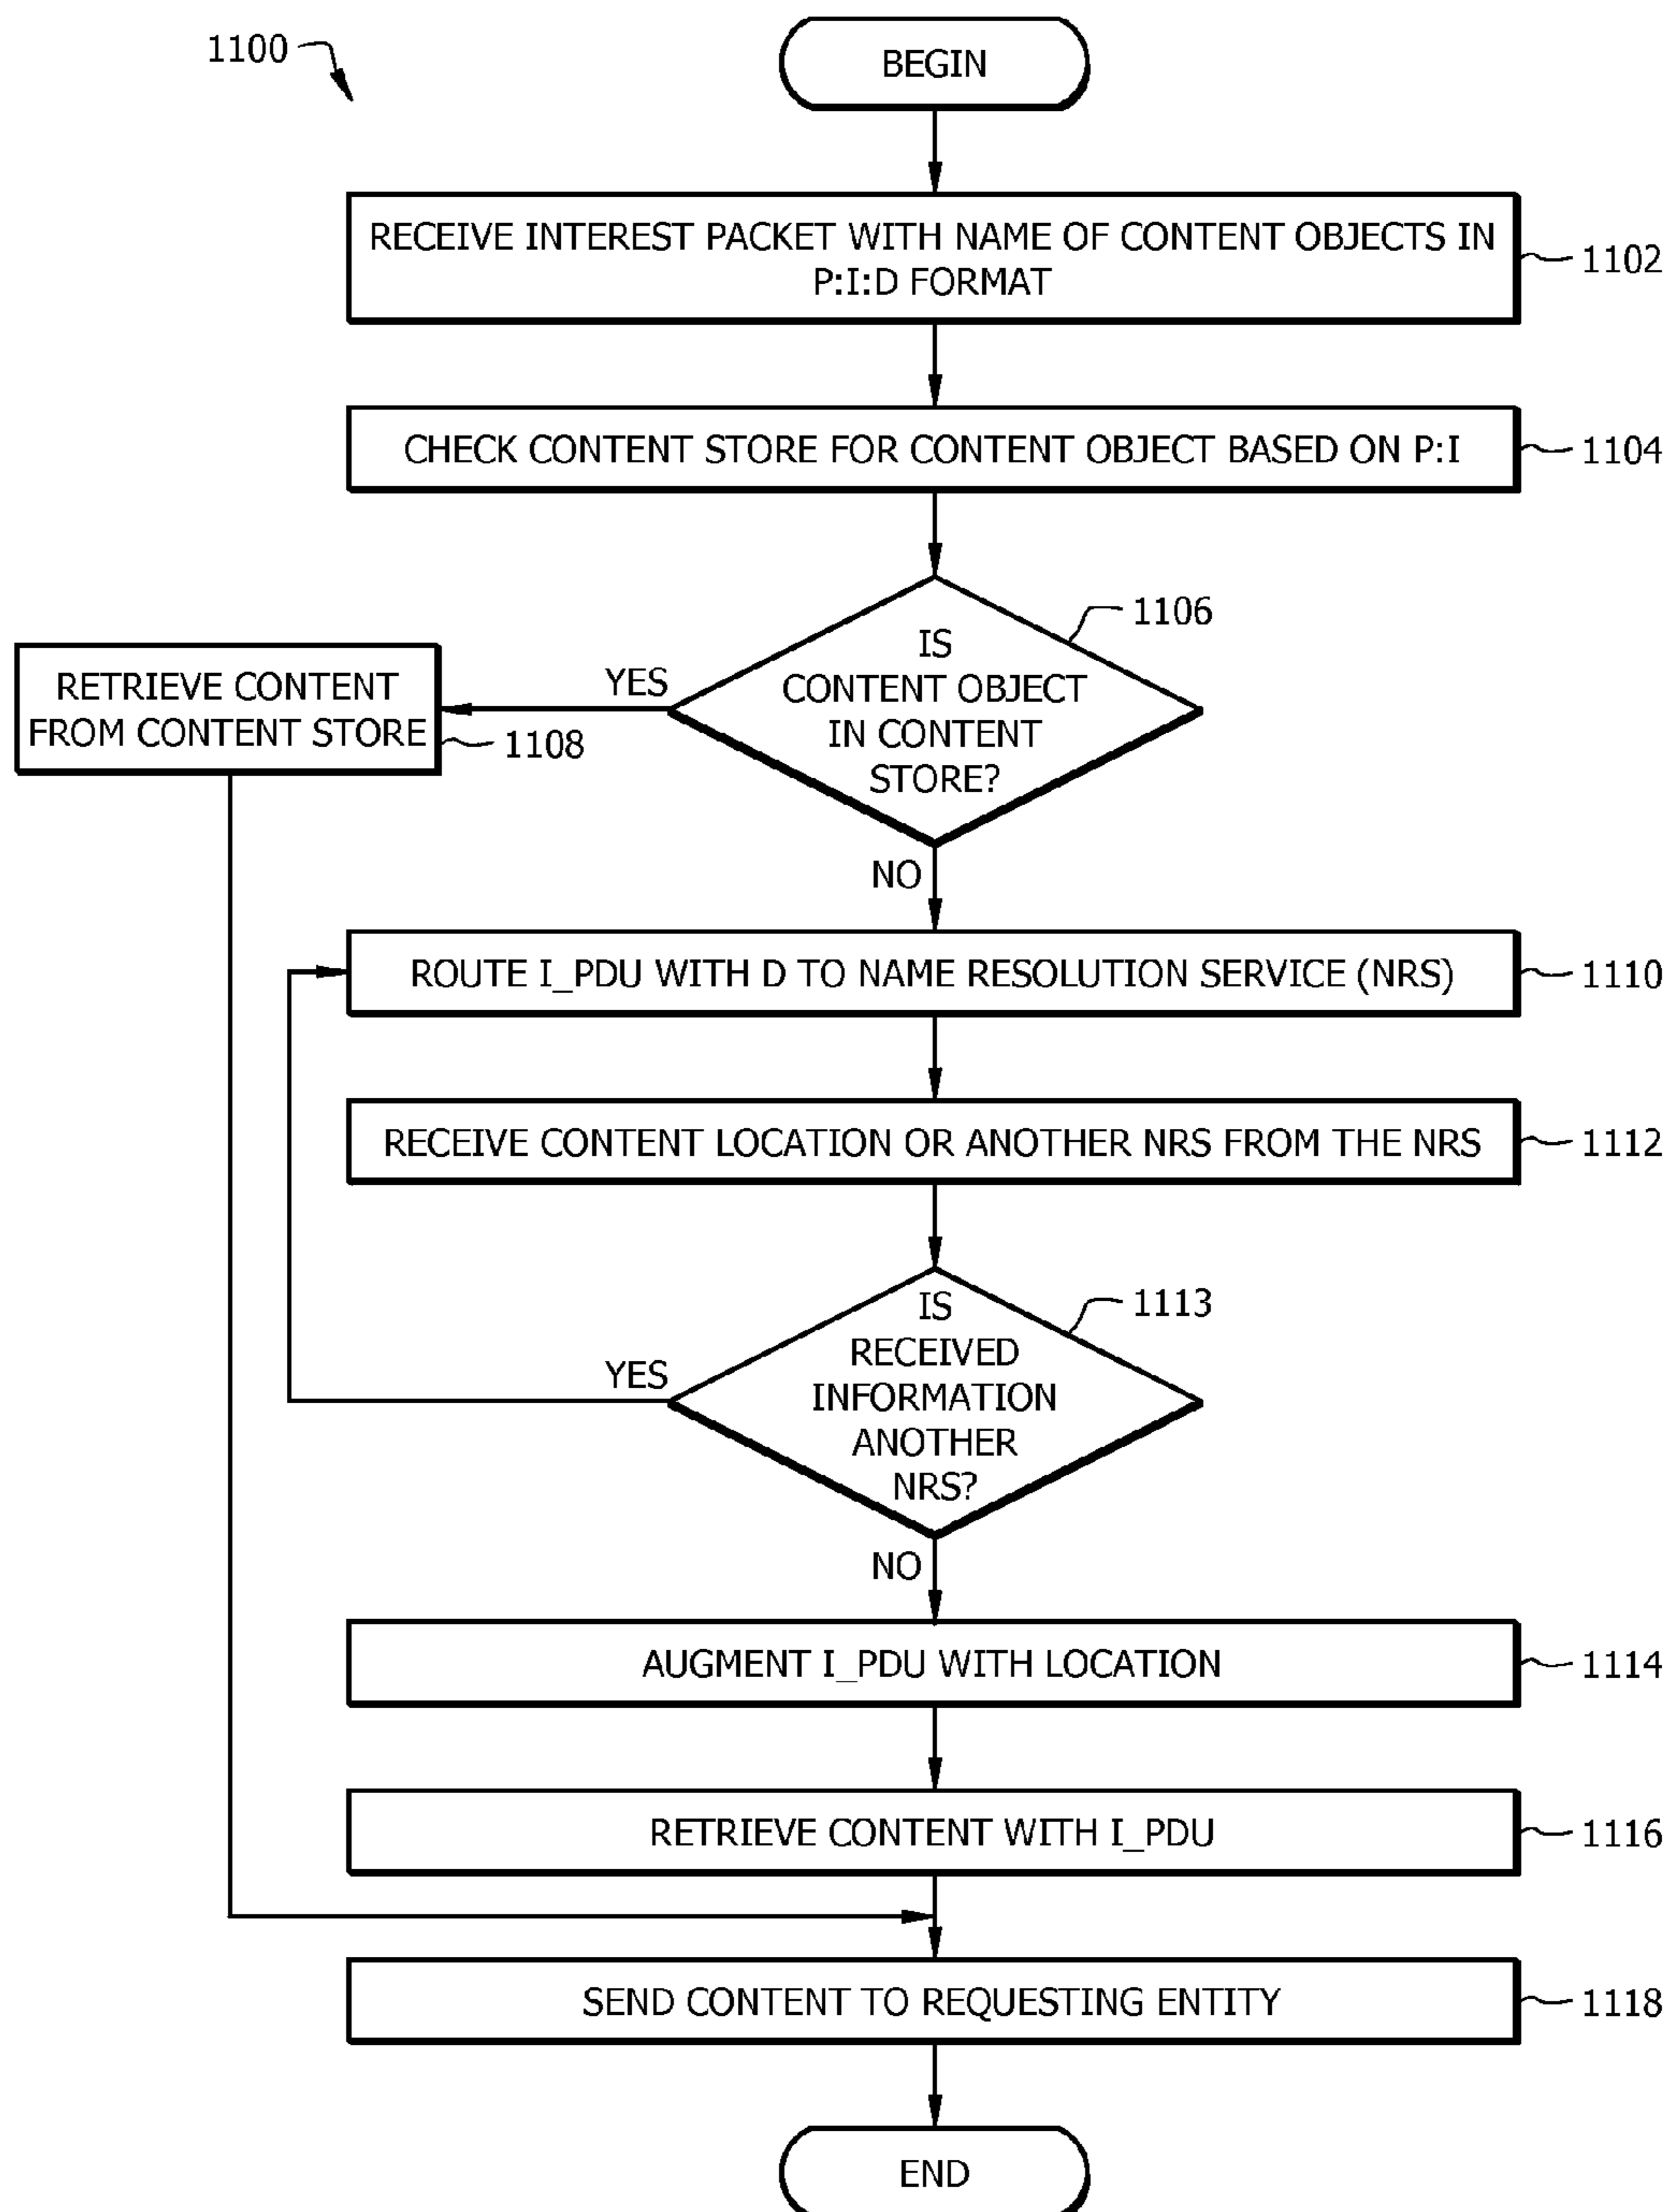 1100
BEGIN
RECEIVE INTEREST PACKET WITH NAME OF CONTENT OBJECTS IN
P:I:D FORMAT
1102
CHECK CONTENT STORE FOR CONTENT OBJECT BASED ON P:I
1104
IS
CONTENT OBJECT
IN CONTENT
STORE?
1106
YES
RETRIEVE CONTENT
FROM CONTENT STORE
1108
NO
ROUTE I_PDU WITH D TO NAME RESOLUTION SERVICE (NRS)
1110
RECEIVE CONTENT LOCATION OR ANOTHER NRS FROM THE NRS
1112
IS
RECEIVED
INFORMATION
ANOTHER
NRS?
1113
YES
NO
AUGMENT I_PDU WITH LOCATION
1114
RETRIEVE CONTENT WITH I_PDU
1116
SEND CONTENT TO REQUESTING ENTITY
1118
END